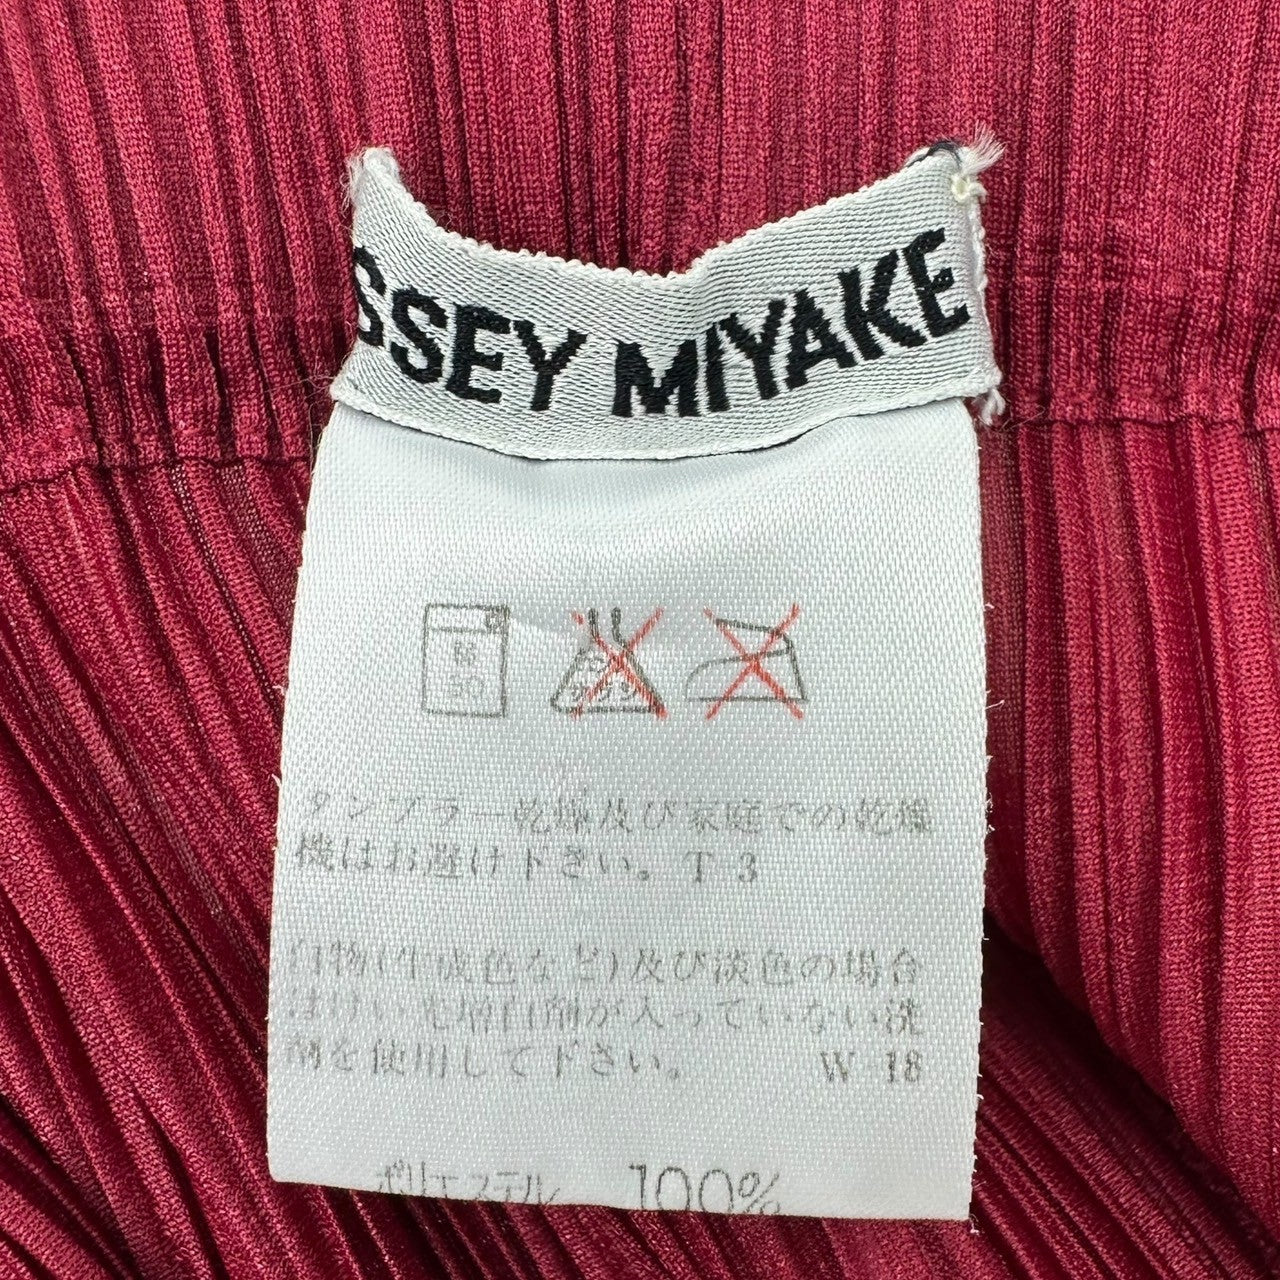 SSEY MIYAKE
30
タンブラー乾燥及び家庭での乾燥
機はお避け下さい。T 3
白物(生成色など)及び淡色の場合
はけい光増白剤が入っていない洗
剤を使用して下さい。 W-18
ポリエステル 100%